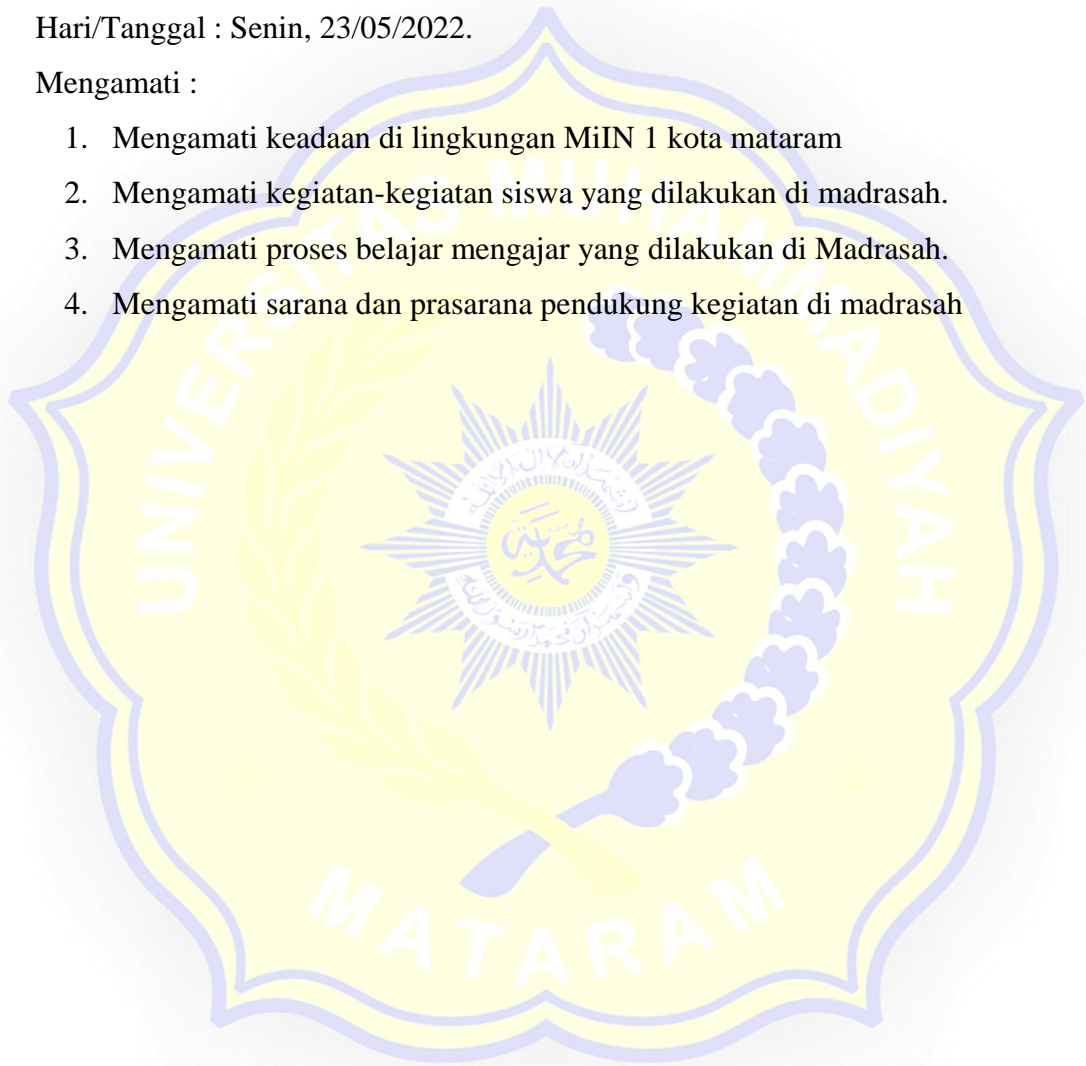 Hari/Tanggal : Senin, 23/05/2022.
Mengamati :
1. Mengamati keadaan di lingkungan MiIN 1 kota mataram
2. Mengamati kegiatan-kegiatan siswa yang dilakukan di madrasah.
3. Mengamati proses belajar mengajar yang dilakukan di Madrasah.
4. Mengamati sarana dan prasarana pendukung kegiatan di madrasah
UNIVERSITAS MUHAMMADIYAH
MATARAM